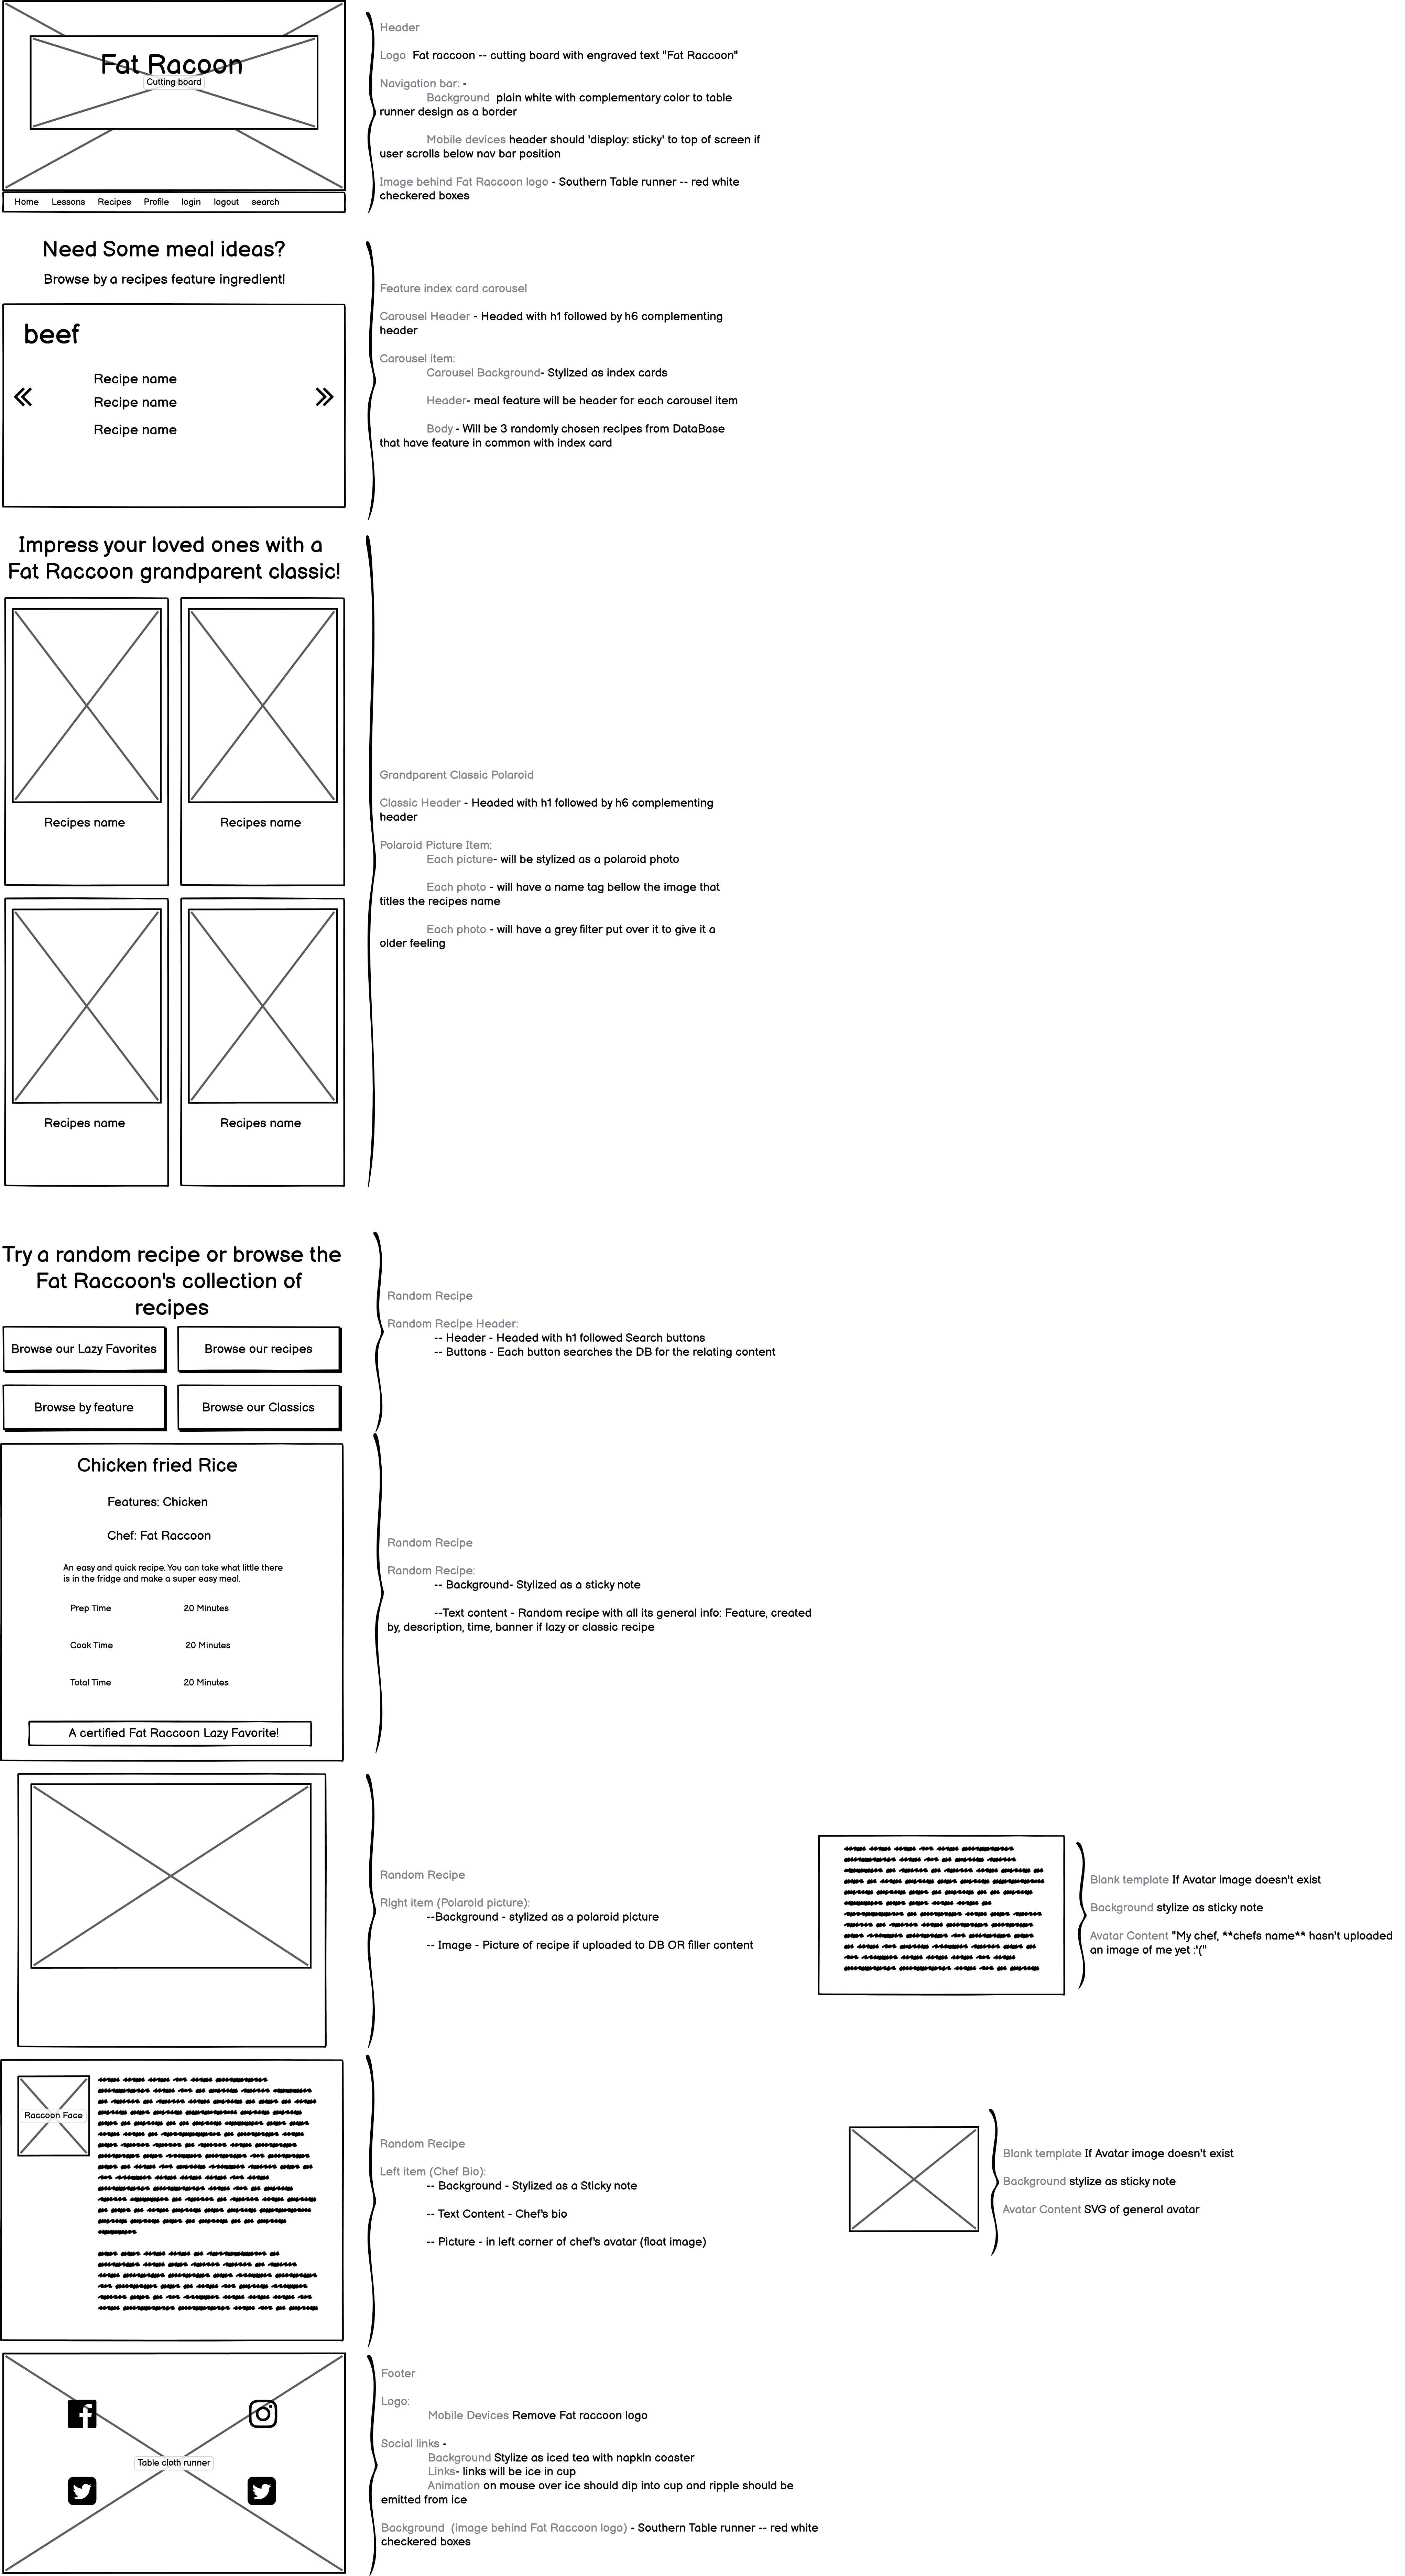 Fat Racoon
Cutting board
Home Lessons Recipes Profile login logout search
Header
Logo Fat raccoon -- cutting board with engraved text "Fat Raccoon"
Navigation bar: -
Background plain white with complementary color to table
runner design as a border
Mobile devices header should 'display: sticky' to top of screen if
user scrolls below nav bar position
Image behind Fat Raccoon logo - Southern Table runner -- red white
checkered boxes
Need Some meal ideas?
Browse by a recipes feature ingredient!
beef
Recipe name
Recipe name
Recipe name
Feature index card carousel
Carousel Header - Headed with h1 followed by h6 complementing
header
Carousel item:
Carousel Background- Stylized as index cards
Header- meal feature will be header for each carousel item
Body - Will be 3 randomly chosen recipes from DataBase
that have feature in common with index card
Impress your loved ones with a
Fat Raccoon grandparent classic!
Recipes name
Recipes name
Recipes name
Recipes name
Grandparent Classic Polaroid
Classic Header - Headed with h1 followed by h6 complementing
header
Polaroid Picture Item:
Each picture- will be stylized as a polaroid photo
Each photo - will have a name tag bellow the image that
titles the recipes name
Each photo - will have a grey filter put over it to give it a
older feeling
Try a random recipe or browse the
Fat Raccoon's collection of
recipes
Browse our Lazy Favorites
Browse our recipes
Browse by feature
Browse our Classics
Random Recipe
Random Recipe Header:
-- Header - Headed with h1 followed Search buttons
-- Buttons - Each button searches the DB for the relating content
Chicken fried Rice
Features: Chicken
Chef: Fat Raccoon
An easy and quick recipe. You can take what little there
is in the fridge and make a super easy meal.
Prep Time 20 Minutes
Cook Time 20 Minutes
Total Time 20 Minutes
A certified Fat Raccoon Lazy Favorite!
Random Recipe
Random Recipe:
-- Background- Stylized as a sticky note
--Text content - Random recipe with all its general info: Feature, created
by, description, time, banner if lazy or classic recipe
Random Recipe
Right item (Polaroid picture):
--Background - stylized as a polaroid picture
-- Image - Picture of recipe if uploaded to DB OR filler content
Blank template If Avatar image doesn't exist
Background stylize as sticky note
Avatar Content "My chef, **chefs name** hasn't uploaded
an image of me yet :'("
Raccoon Face
Random Recipe
Left item (Chef Bio):
-- Background - Stylized as a Sticky note
-- Text Content - Chef's bio
-- Picture - in left corner of chef's avatar (float image)
Blank template If Avatar image doesn't exist
Background stylize as sticky note
Avatar Content SVG of general avatar
Table cloth runner
Footer
Logo:
Mobile Devices Remove Fat raccoon logo
Social links -
Background Stylize as iced tea with napkin coaster
Links- links will be ice in cup
Animation on mouse over ice should dip into cup and ripple should be
emitted from ice
Background (image behind Fat Raccoon logo) - Southern Table runner -- red white
checkered boxes